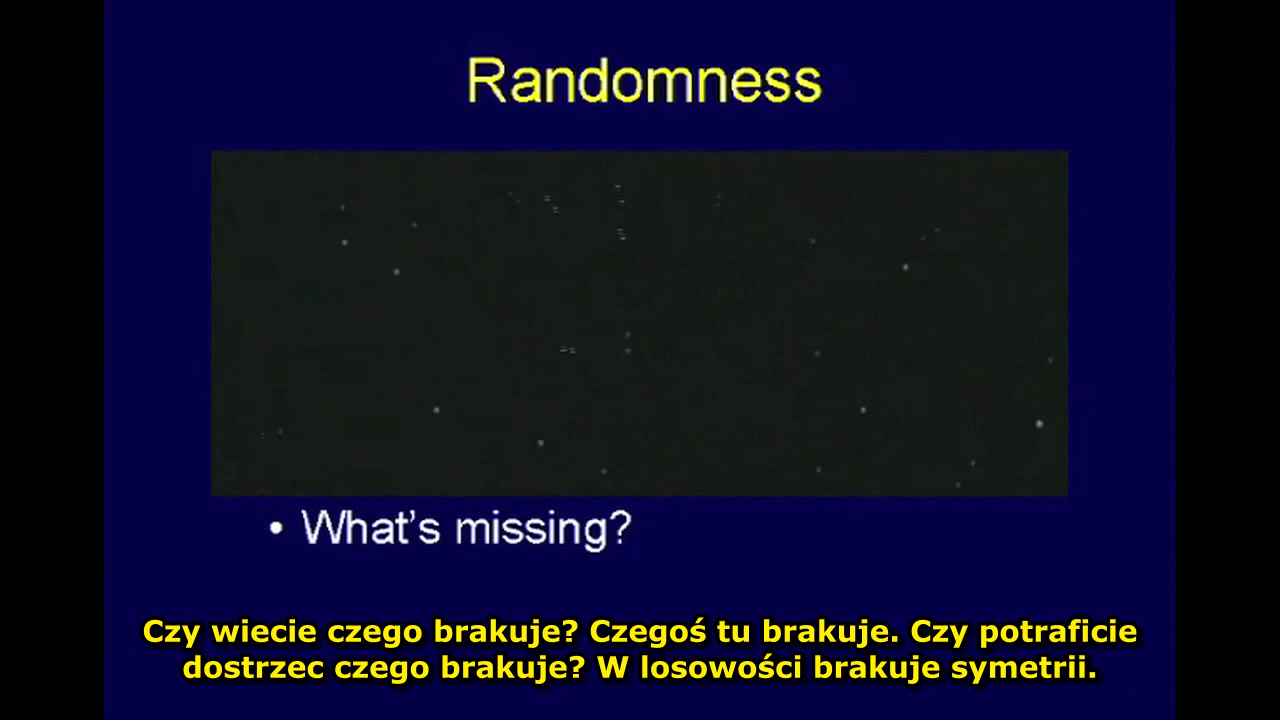 Randomness
• What's missing?
Czy wiecie czego brakuje? Czegoś tu brakuje. Czy potraficie
dostrzec czego brakuje? W losowości brakuje symetrii.